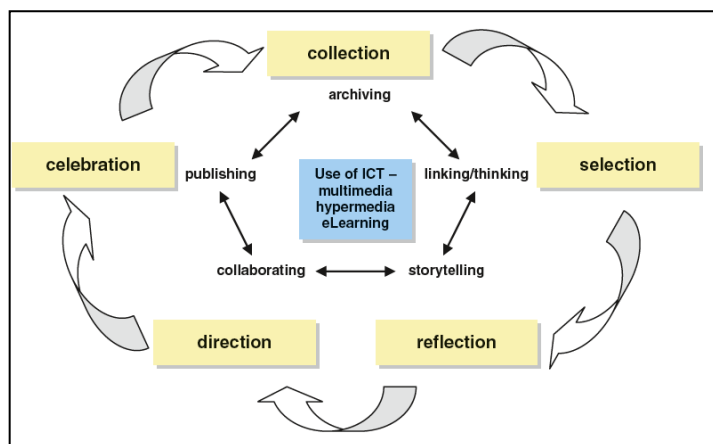 collection
archiving
celebration
publishing
Use of ICT –
multimedia
hypermedia
eLearning
linking/thinking
selection
collaborating
storytelling
direction
reflection